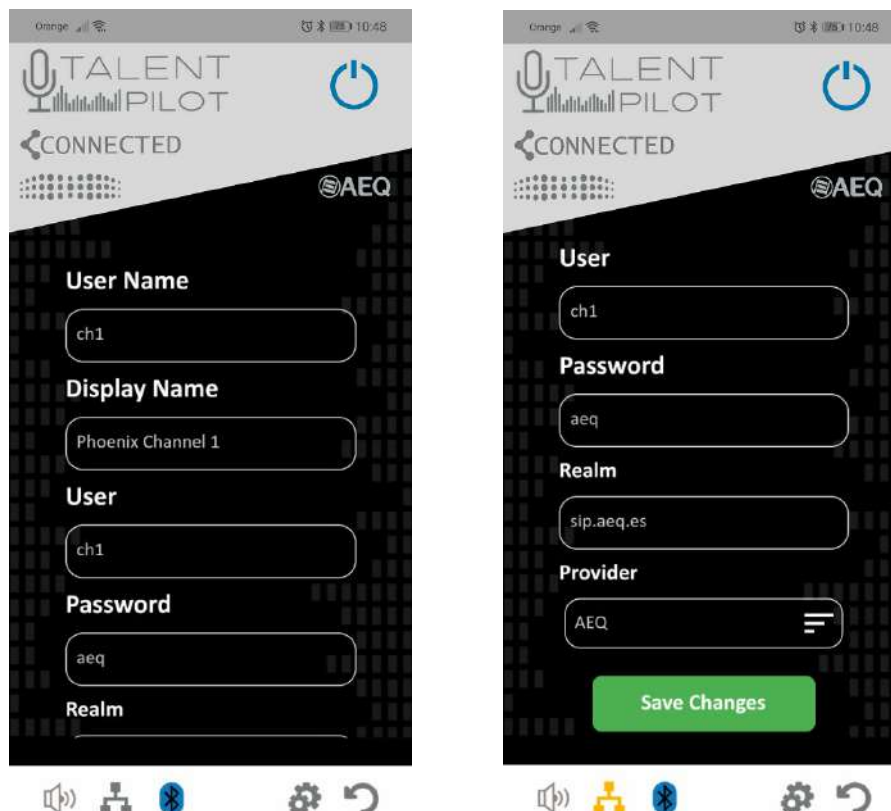 Orange 10:48
TALENT
PILOT
CONNECTED
AEQ
User Name
ch1
Display Name
Phoenix Channel 1
User
ch1
Password
aeq
Realm
Orange 10:48
TALENT
PILOT
CONNECTED
AEQ
User
ch1
Password
aeq
Realm
sip.aeq.es
Provider
AEQ
Save Changes